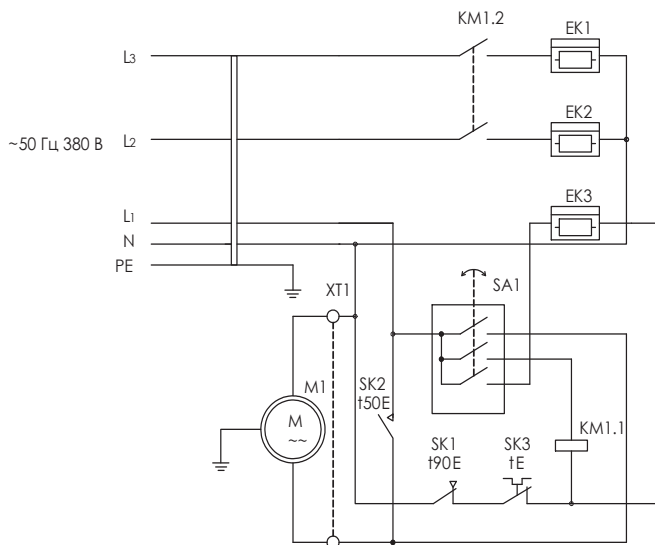 KM1.2
EK1
L3
EK2
~50 Гц 380 В
L2
EK3
L1
N
PE
XT1
SA1
M1
SK2
t50E
M
~~
SK1
t90E
SK3
tE
KM1.1